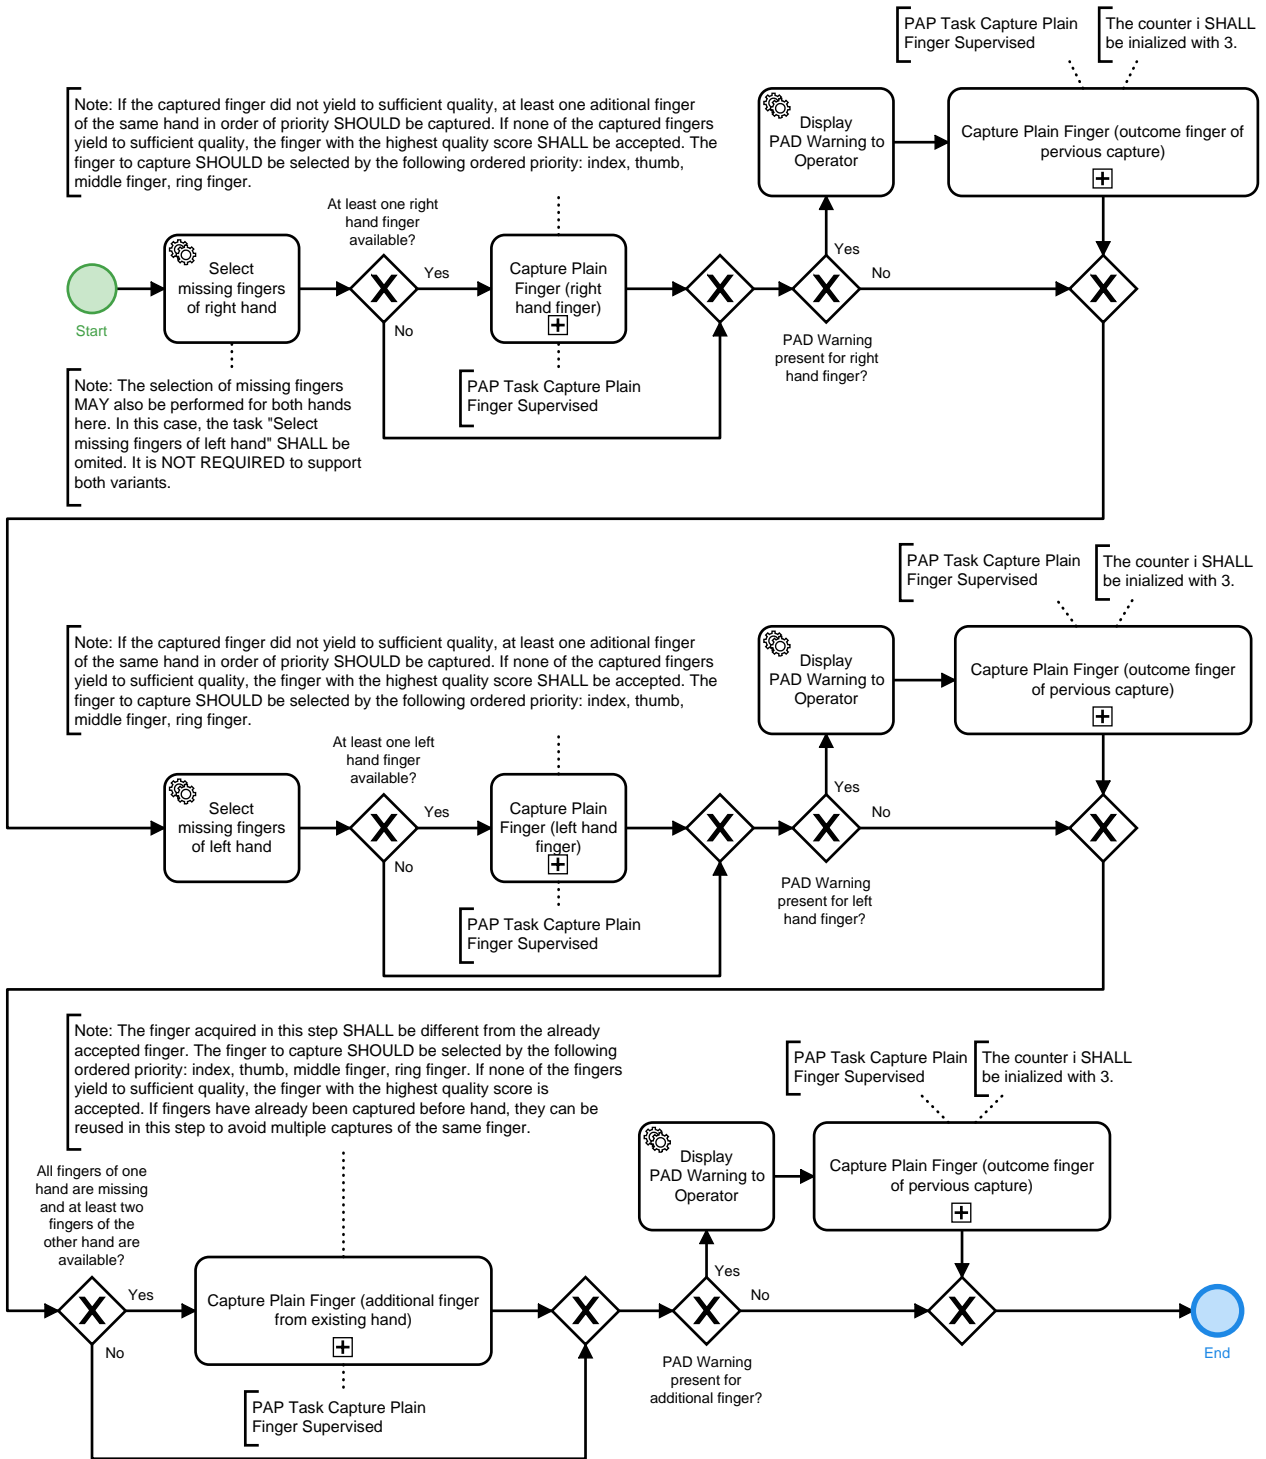 PAP Task Capture Plain
Finger Supervised
The counter i SHALL
be inialized with 3.
Note: If the captured finger did not yield to sufficient quality, at least one aditional finger
of the same hand in order of priority SHOULD be captured. If none of the captured fingers
yield to sufficient quality, the finger with the highest quality score SHALL be accepted. The
finger to capture SHOULD be selected by the following ordered priority: index, thumb,
middle finger, ring finger.
Display
PAD Warning to
Operator
Capture Plain Finger (outcome finger of
pervious capture)
At least one right
hand finger
available?
Start
Select
missing fingers
of right hand
Yes
No
Capture Plain
Finger (right
hand finger)
Yes
No
PAD Warning
present for right
hand finger?
PAP Task Capture Plain
Finger Supervised
Note: The selection of missing fingers
MAY also be performed for both hands
here. In this case, the task "Select
missing fingers of left hand" SHALL be
omited. It is NOT REQUIRED to support
both variants.
PAP Task Capture Plain
Finger Supervised
The counter i SHALL
be inialized with 3.
Note: If the captured finger did not yield to sufficient quality, at least one aditional finger
of the same hand in order of priority SHOULD be captured. If none of the captured fingers
yield to sufficient quality, the finger with the highest quality score SHALL be accepted. The
finger to capture SHOULD be selected by the following ordered priority: index, thumb,
middle finger, ring finger.
Display
PAD Warning to
Operator
Capture Plain Finger (outcome finger
of pervious capture)
At least one left
hand finger
available?
Select
missing fingers
of left hand
Yes
No
Capture Plain
Finger (left hand
finger)
Yes
No
PAD Warning
present for left
hand finger?
PAP Task Capture Plain
Finger Supervised
Note: The finger acquired in this step SHALL be different from the already
accepted finger. The finger to capture SHOULD be selected by the following
ordered priority: index, thumb, middle finger, ring finger. If none of the fingers
yield to sufficient quality, the finger with the highest quality score is
accepted. If fingers have already been captured before hand, they can be
reused in this step to avoid multiple captures of the same finger.
PAP Task Capture Plain
Finger Supervised
The counter i SHALL
be inialized with 3.
Display
PAD Warning to
Operator
Capture Plain Finger (outcome finger
of pervious capture)
All fingers of one
hand are missing
and at least two
fingers of the
other hand are
available?
Yes
No
Capture Plain Finger (additional finger
from existing hand)
Yes
No
PAD Warning
present for
additional finger?
End
PAP Task Capture Plain
Finger Supervised